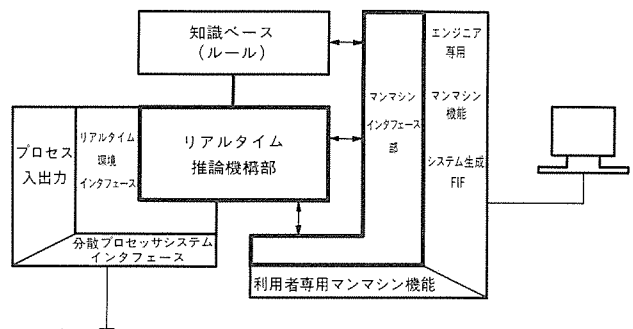 知識ベース
(ルール)
エンジニア
専用
マンマシン
機能
システム生成
FIF
マンマシン
インタフェース
部
プロセス
入出力
リアルタイム
環境
インタフェース
リアルタイム
推論機構部
分散プロセッサシステム
インタフェース
利用者専用マンマシン機能